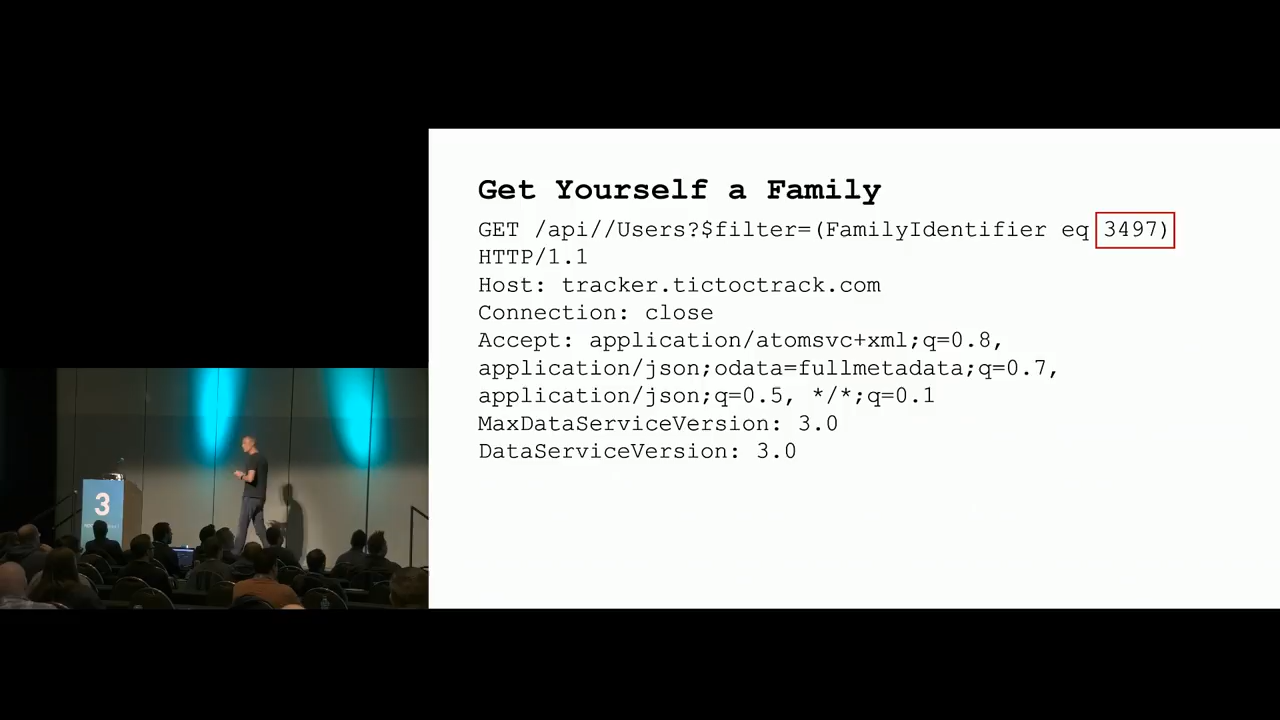 Get Yourself a Family
GET /api//Users?$filter=(FamilyIdentifier eq 3497)
HTTP/1.1
Host: tracker.tictoctrack.com
Connection: close
Accept: application/atomsvc+xml;q=0.8,
application/json;odata=fullmetadata;q=0.7,
application/json;q=0.5, */*;q=0.1
MaxDataServiceVersion: 3.0
DataServiceVersion: 3.0
3